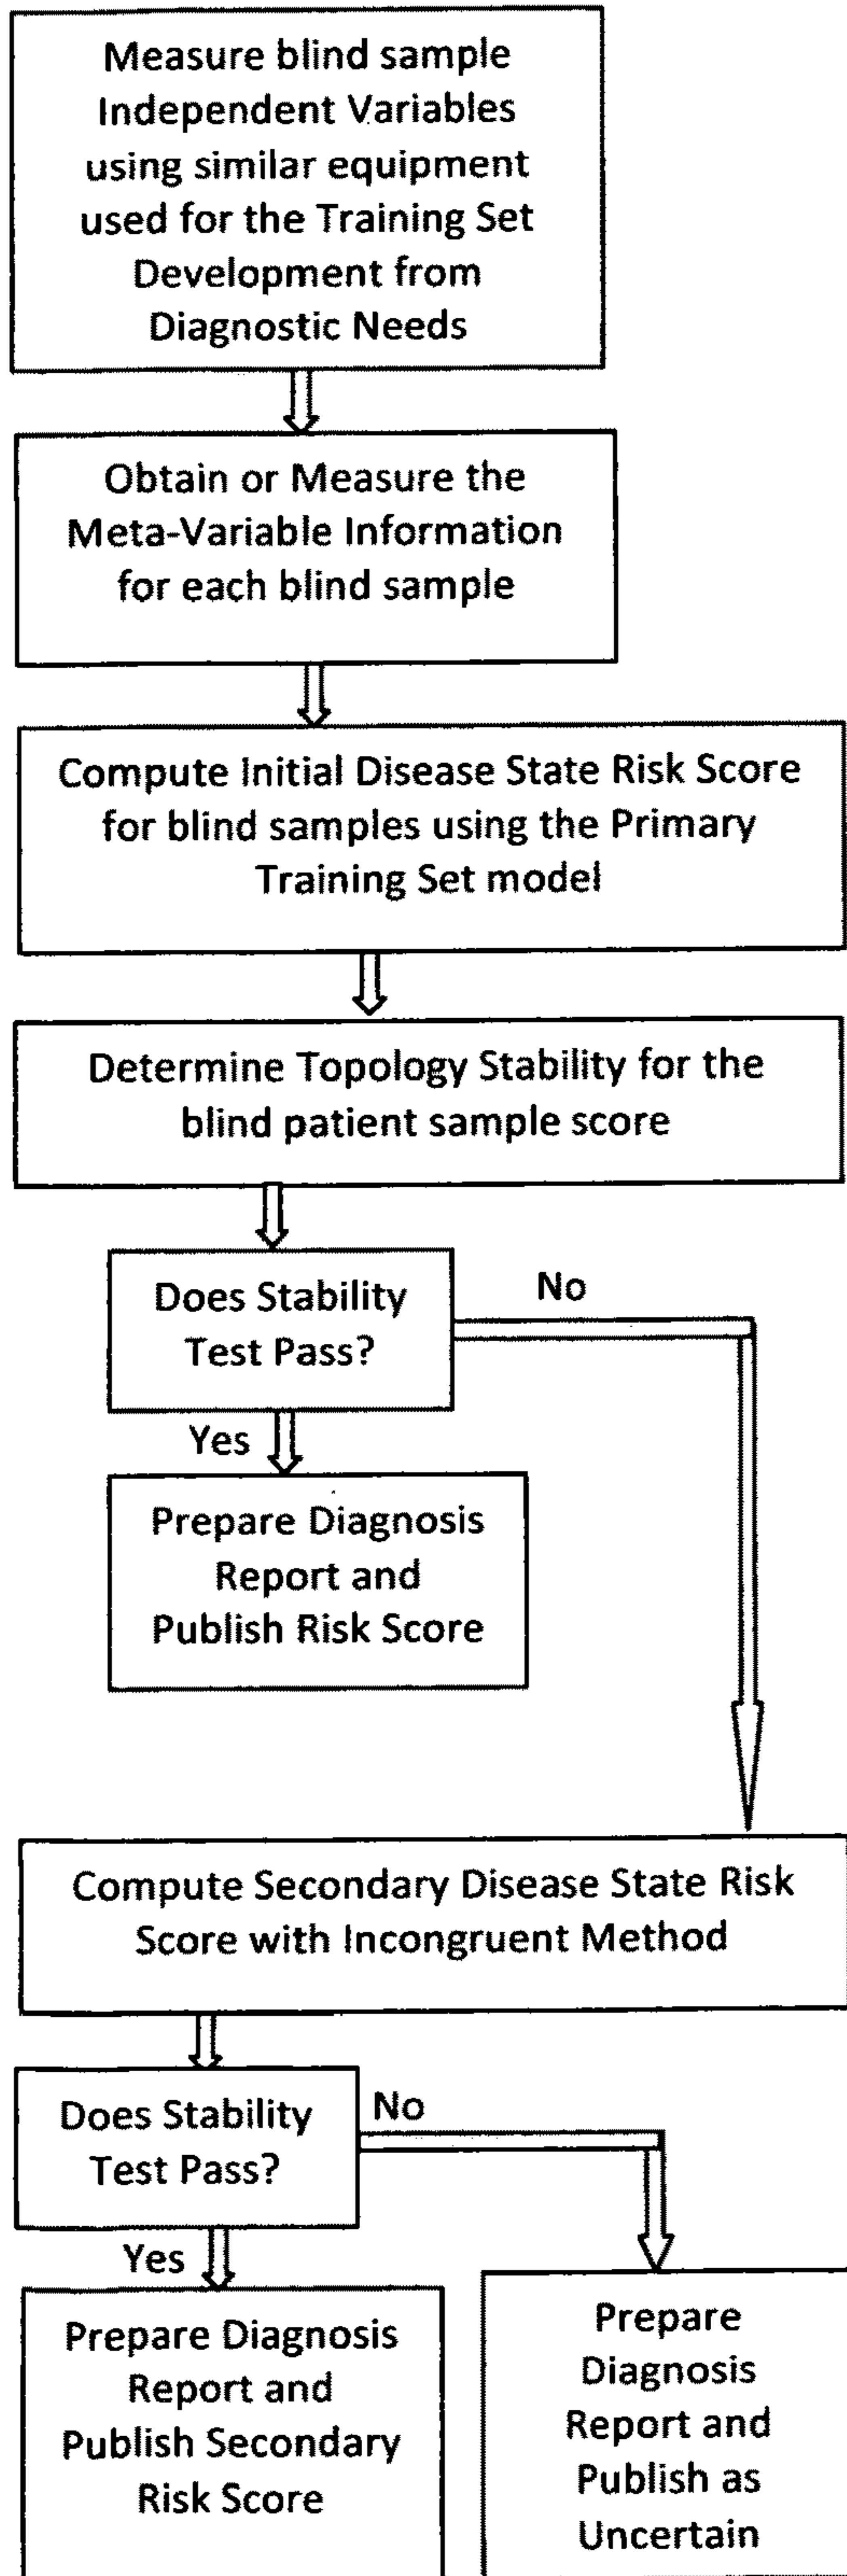 Measure blind sample
Independent Variables
using similar equipment
used for the Training Set
Development from
Diagnostic Needs
Obtain or Measure the
Meta-Variable Information
for each blind sample
Compute Initial Disease State Risk Score
for blind samples using the Primary
Training Set model
Determine Topology Stability for the
blind patient sample score
Does Stability
Test Pass?
No
Yes
Prepare Diagnosis
Report and
Publish Risk Score
Compute Secondary Disease State Risk
Score with Incongruent Method
Does Stability
Test Pass?
No
Yes
Prepare Diagnosis
Report and
Publish Secondary
Risk Score
Prepare
Diagnosis
Report and
Publish as
Uncertain